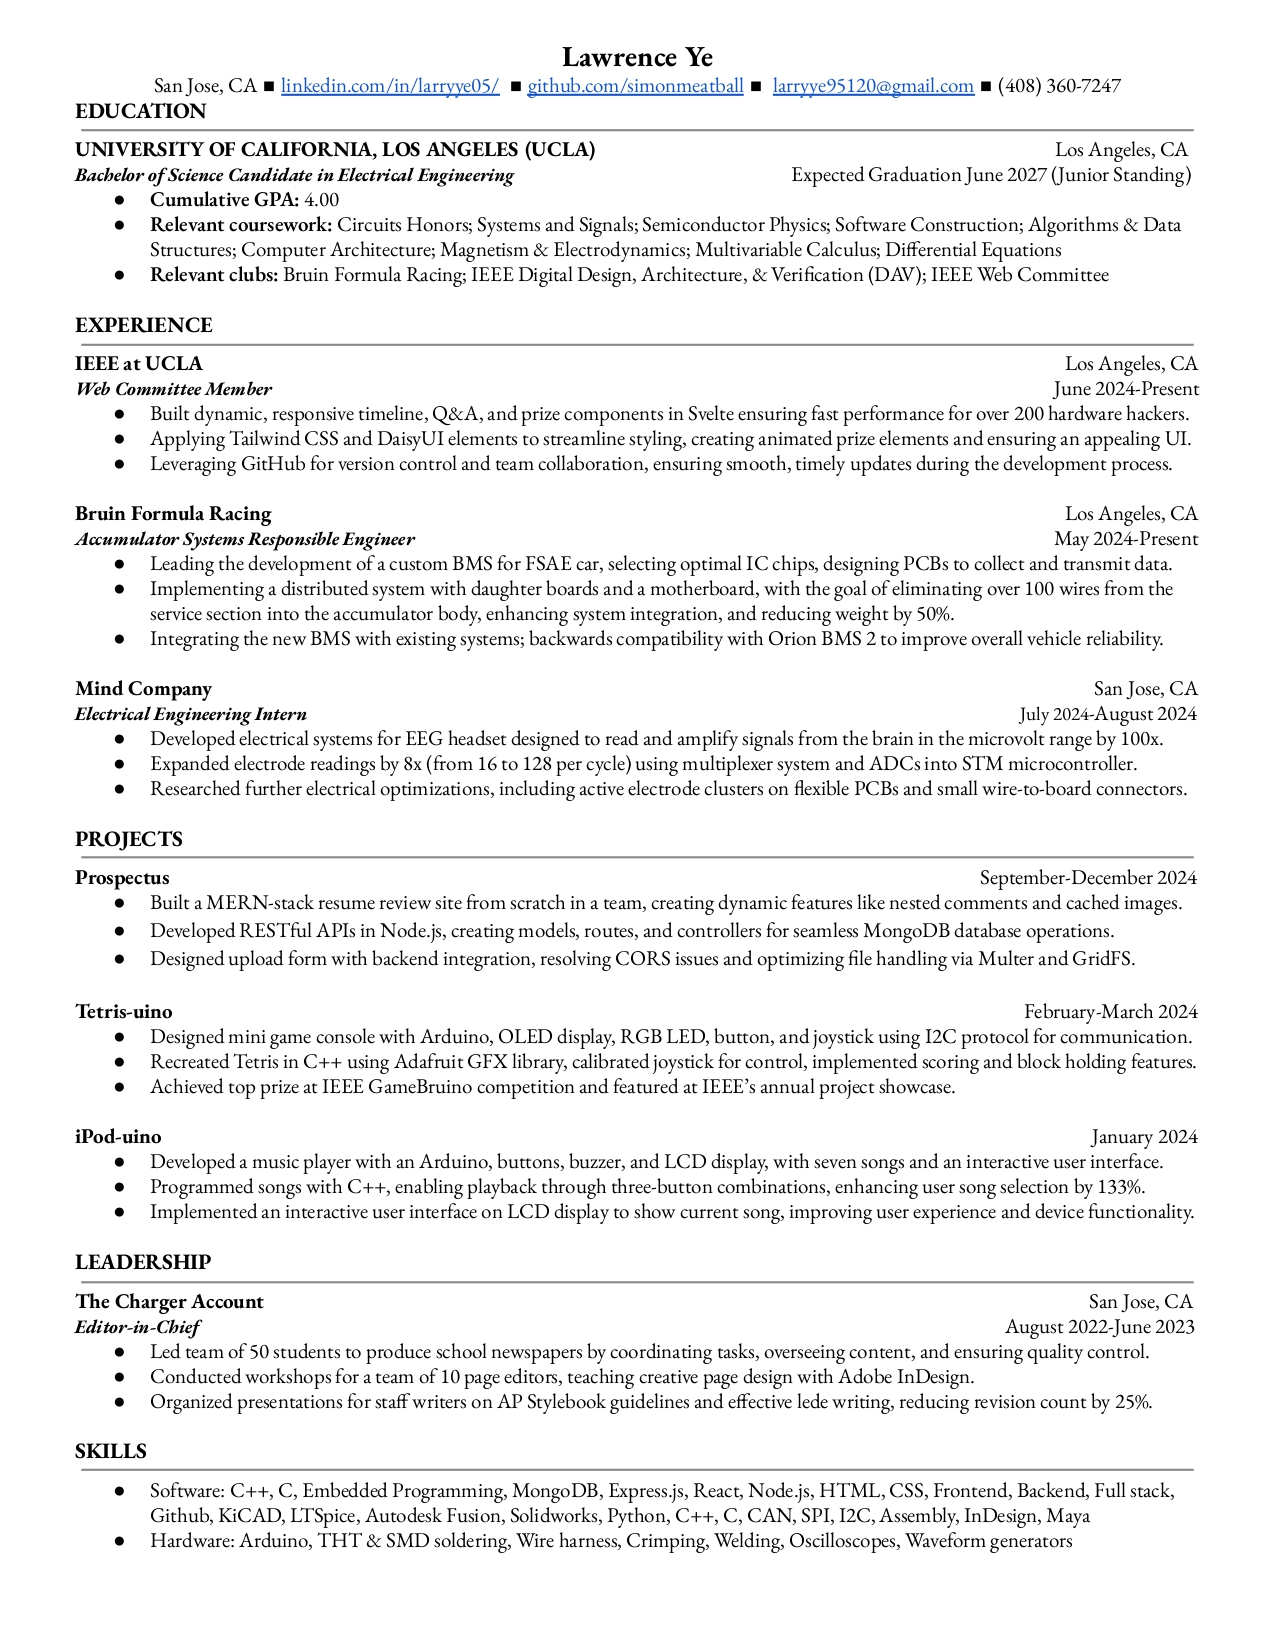 Lawrence Ye
San Jose, CA ■ linkedin.com/in/larryye05/ ■ github.com/simonmeatball ■ larryye95120@gmail.com ■ (408) 360-7247
EDUCATION
UNIVERSITY OF CALIFORNIA, LOS ANGELES (UCLA) Los Angeles, CA
Bachelor of Science Candidate in Electrical Engineering Expected Graduation June 2027 (Junior Standing)
● Cumulative GPA: 4.00
● Relevant coursework: Circuits Honors; Systems and Signals; Semiconductor Physics; Software Construction; Algorithms & Data
Structures; Computer Architecture; Magnetism & Electrodynamics; Multivariable Calculus; Differential Equations
● Relevant clubs: Bruin Formula Racing; IEEE Digital Design, Architecture, & Verification (DAV); IEEE Web Committee
EXPERIENCE
IEEE at UCLA Los Angeles, CA
Web Committee Member June 2024-Present
● Built dynamic, responsive timeline, Q&A, and prize components in Svelte ensuring fast performance for over 200 hardware hackers.
● Applying Tailwind CSS and DaisyUI elements to streamline styling, creating animated prize elements and ensuring an appealing UI.
● Leveraging GitHub for version control and team collaboration, ensuring smooth, timely updates during the development process.
Bruin Formula Racing Los Angeles, CA
Accumulator Systems Responsible Engineer May 2024-Present
● Leading the development of a custom BMS for FSAE car, selecting optimal IC chips, designing PCBs to collect and transmit data.
● Implementing a distributed system with daughter boards and a motherboard, with the goal of eliminating over 100 wires from the
service section into the accumulator body, enhancing system integration, and reducing weight by 50%.
● Integrating the new BMS with existing systems; backwards compatibility with Orion BMS 2 to improve overall vehicle reliability.
Mind Company San Jose, CA
Electrical Engineering Intern July 2024-August 2024
● Developed electrical systems for EEG headset designed to read and amplify signals from the brain in the microvolt range by 100x.
● Expanded electrode readings by 8x (from 16 to 128 per cycle) using multiplexer system and ADCs into STM microcontroller.
● Researched further electrical optimizations, including active electrode clusters on flexible PCBs and small wire-to-board connectors.
PROJECTS
Prospectus September-December 2024
● Built a MERN-stack resume review site from scratch in a team, creating dynamic features like nested comments and cached images.
● Developed RESTful APIs in Node.js, creating models, routes, and controllers for seamless MongoDB database operations.
● Designed upload form with backend integration, resolving CORS issues and optimizing file handling via Multer and GridFS.
Tetris-uino February-March 2024
● Designed mini game console with Arduino, OLED display, RGB LED, button, and joystick using I2C protocol for communication.
● Recreated Tetris in C++ using Adafruit GFX library, calibrated joystick for control, implemented scoring and block holding features.
● Achieved top prize at IEEE GameBruino competition and featured at IEEE’s annual project showcase.
iPod-uino January 2024
● Developed a music player with an Arduino, buttons, buzzer, and LCD display, with seven songs and an interactive user interface.
● Programmed songs with C++, enabling playback through three-button combinations, enhancing user song selection by 133%.
● Implemented an interactive user interface on LCD display to show current song, improving user experience and device functionality.
LEADERSHIP
The Charger Account San Jose, CA
Editor-in-Chief August 2022-June 2023
● Led team of 50 students to produce school newspapers by coordinating tasks, overseeing content, and ensuring quality control.
● Conducted workshops for a team of 10 page editors, teaching creative page design with Adobe InDesign.
● Organized presentations for staff writers on AP Stylebook guidelines and effective lede writing, reducing revision count by 25%.
SKILLS
● Software: C++, C, Embedded Programming, MongoDB, Express.js, React, Node.js, HTML, CSS, Frontend, Backend, Full stack,
Github, KiCAD, LTSpice, Autodesk Fusion, Solidworks, Python, C++, C, CAN, SPI, I2C, Assembly, InDesign, Maya
● Hardware: Arduino, THT & SMD soldering, Wire harness, Crimping, Welding, Oscilloscopes, Waveform generators